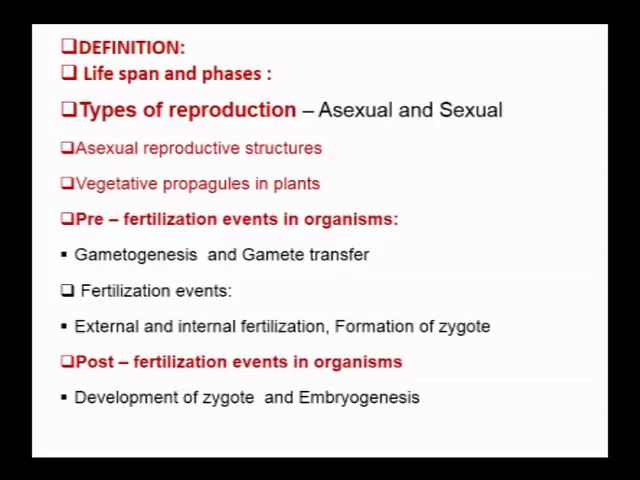 ❑DEFINITION:
❑ Life span and phases :
❑Types of reproduction – Asexual and Sexual
❑Asexual reproductive structures
❑Vegetative propagules in plants
❑Pre – fertilization events in organisms:
▪ Gametogenesis and Gamete transfer
❑ Fertilization events:
▪ External and internal fertilization, Formation of zygote
❑Post – fertilization events in organisms
▪ Development of zygote and Embryogenesis